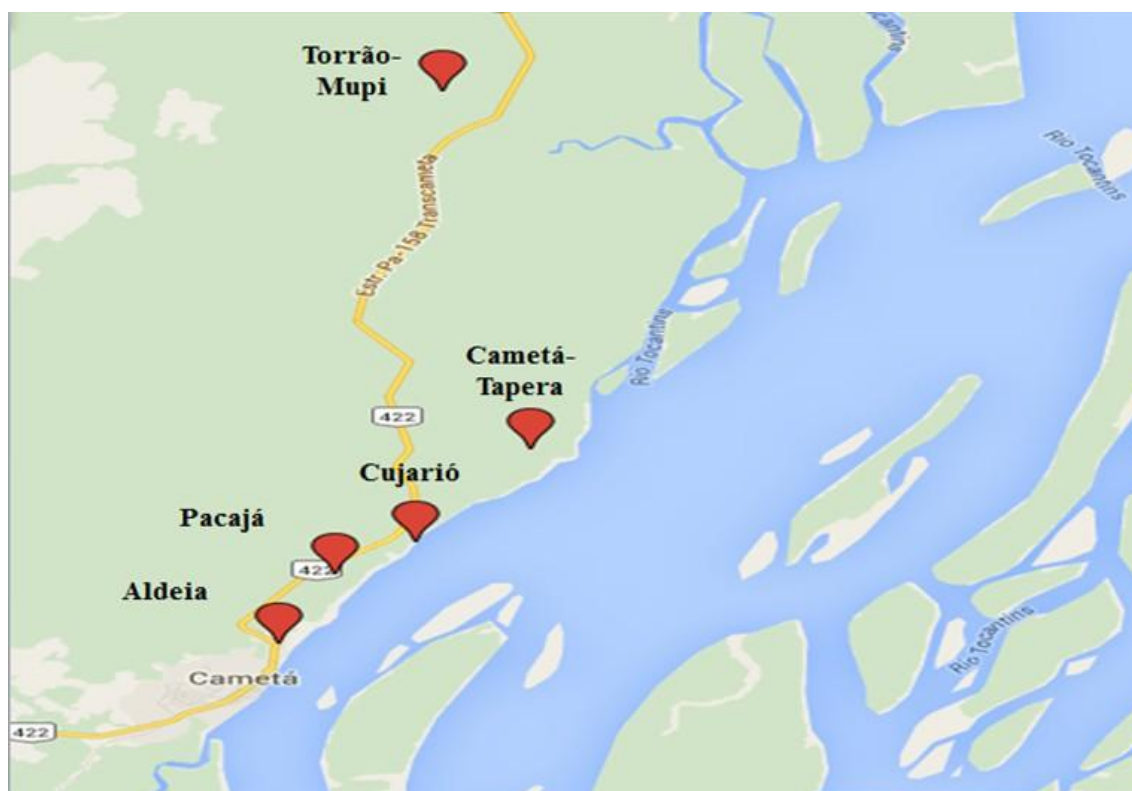 Torrão-
Mupi
Tocantins
Rio Tocantins
Estr. Pa-158 Transcametá
Rio Tocantins
Cametá-
Tapera
422
Cujarió
Pacajá
422
Aldeia
Rio Tocantins
Cametá
422